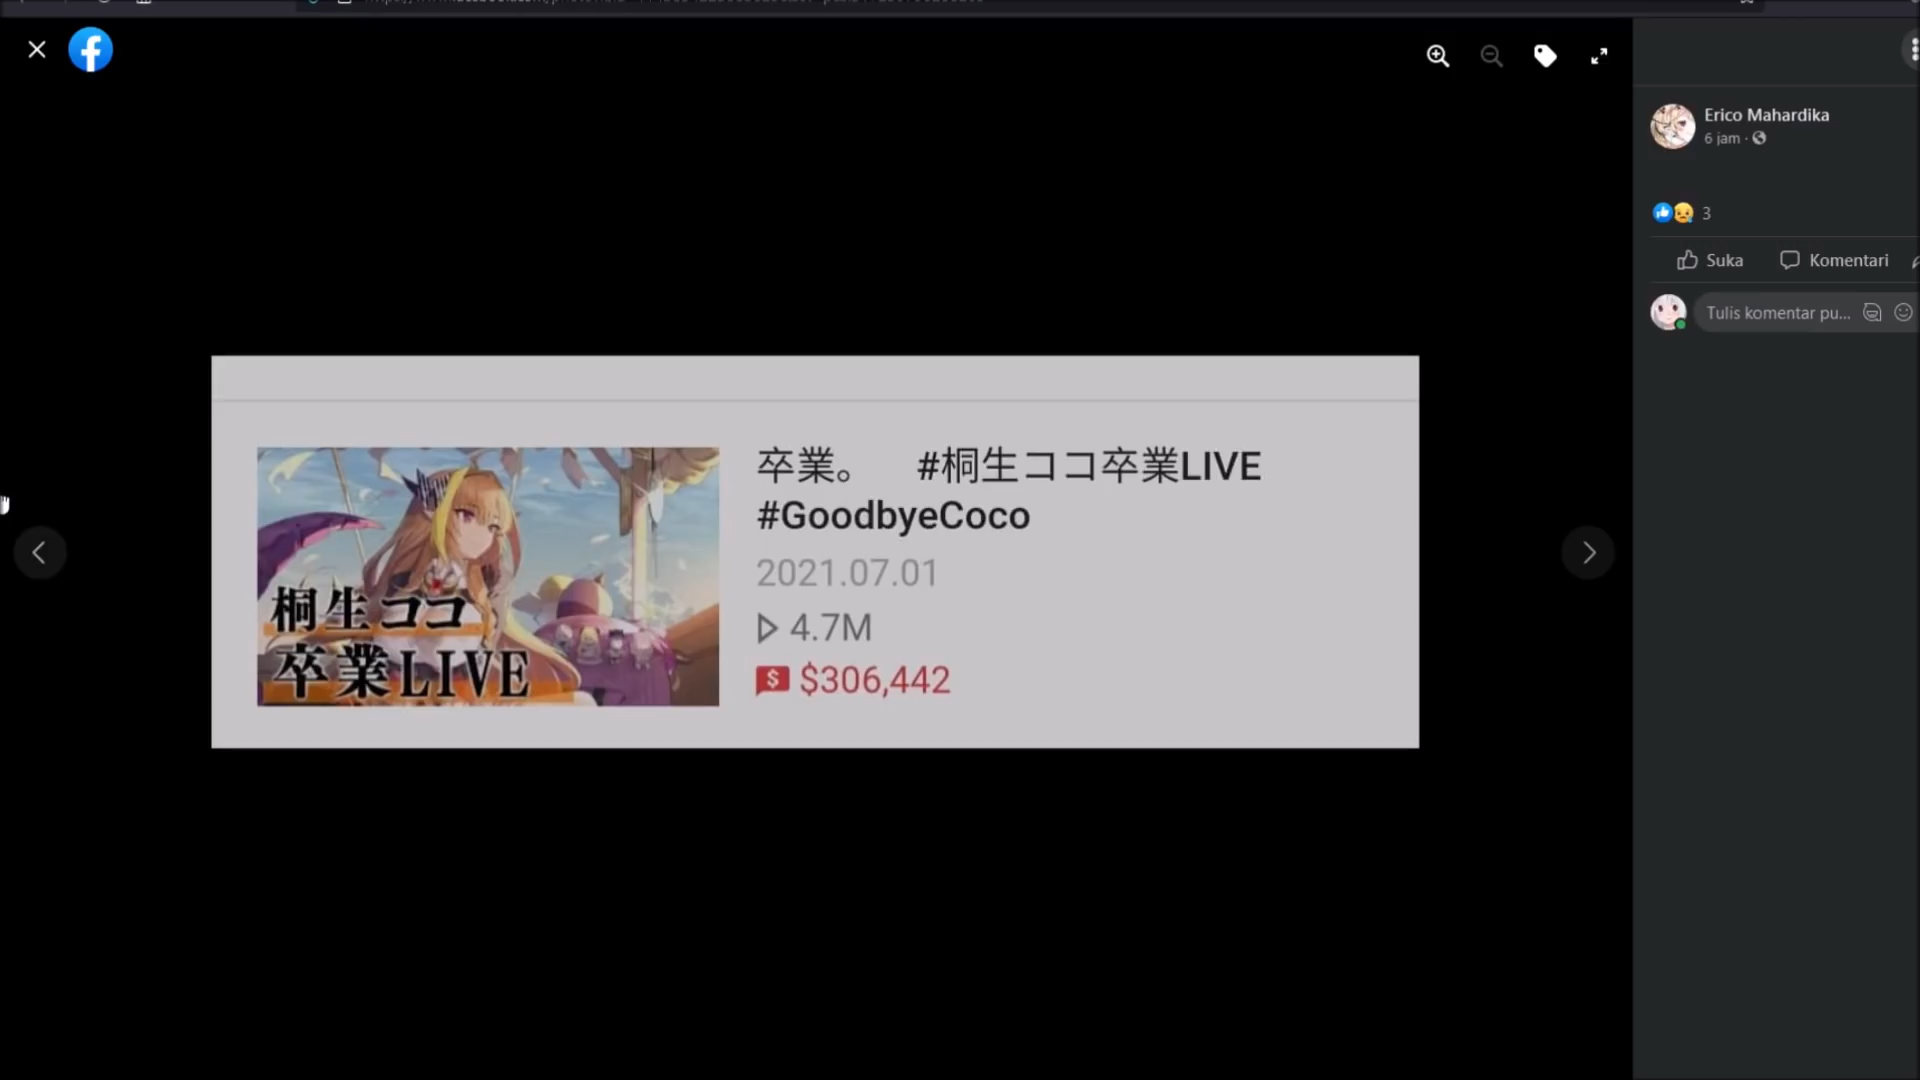 Erico Mahardika
6 jam ·
3
Suka
Komentari
Tulis komentar pu...
卒業。 #桐生ココ卒業LIVE
#GoodbyeCoco
2021.07.01
4.7M
$306,442
桐生ココ
卒業LIVE